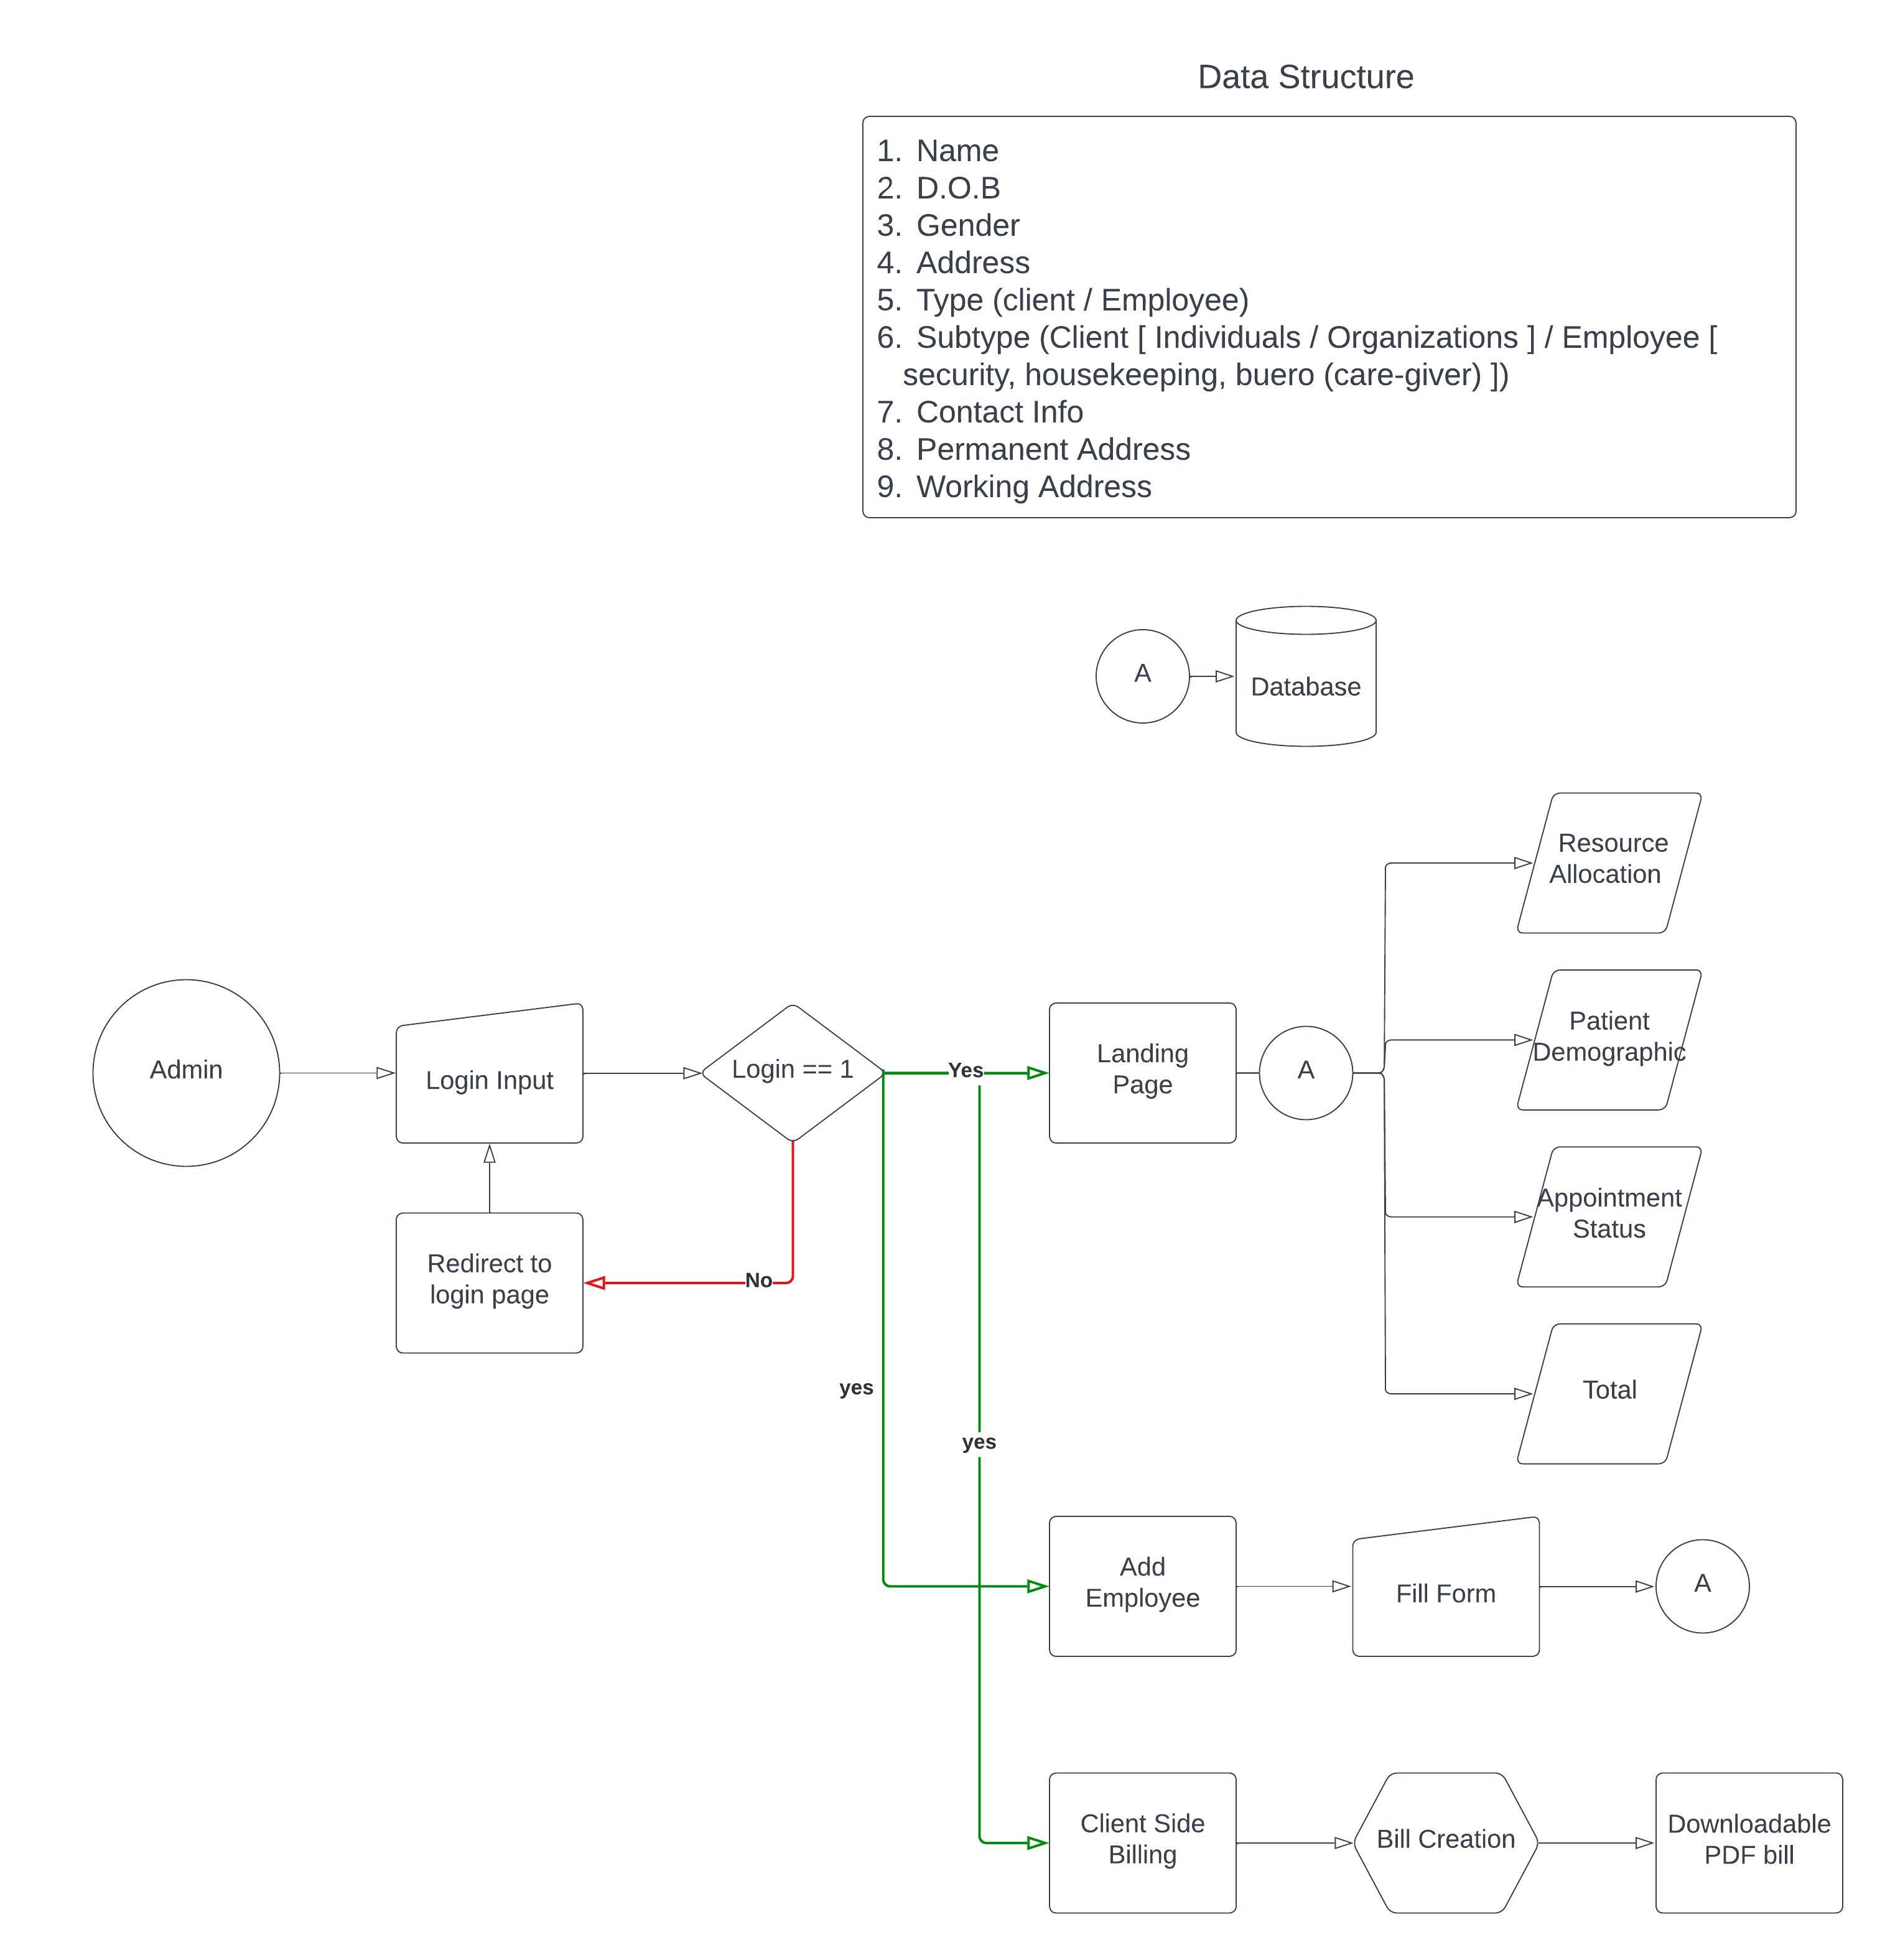 Data Structure
1. Name
2. D.O.B
3. Gender
4. Address
5. Type (client / Employee)
6. Subtype (Client [ Individuals / Organizations ] / Employee [
security, housekeeping, buero (care-giver) ])
7. Contact Info
8. Permanent Address
9. Working Address
A
Database
Resource
Allocation
Patient
Demographic
Admin
Login Input
Login == 1
Yes
Landing
Page
A
Appointment
Status
Redirect to
login page
No
yes
Total
yes
Add
Employee
Fill Form
A
Client Side
Billing
Bill Creation
Downloadable
PDF bill